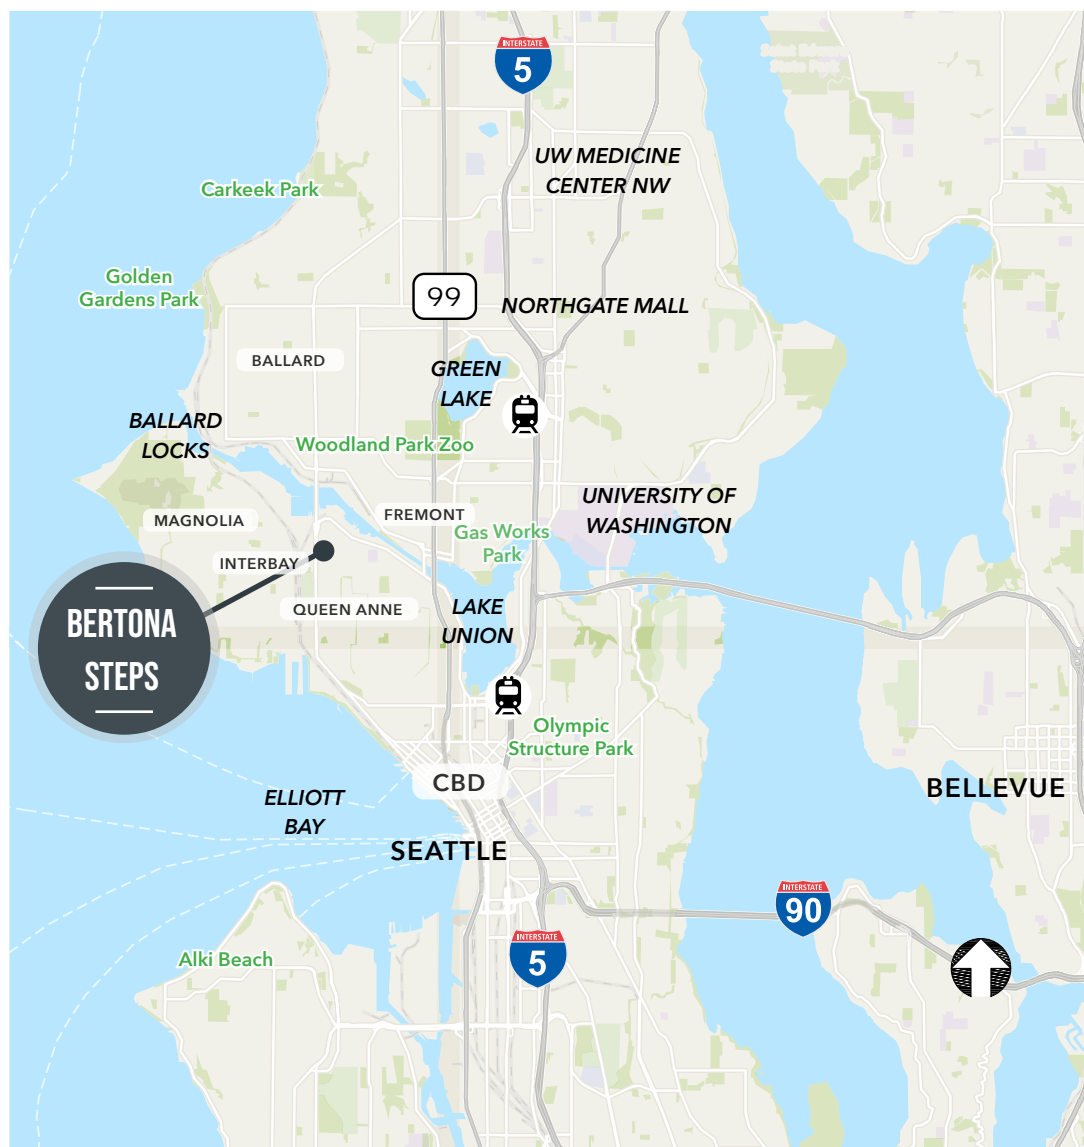 INTERSTATE
5
UW MEDICINE
CENTER NW
Carkeek Park
Golden
Gardens Park
99
NORTHGATE MALL
BALLARD
GREEN
LAKE
BALLARD
LOCKS
Woodland Park Zoo
UNIVERSITY OF
WASHINGTON
MAGNOLIA
FREMONT
Gas Works
Park
INTERBAY
BERTONA
STEPS
QUEEN ANNE
LAKE
UNION
Olympic
Structure Park
CBD
BELLEVUE
ELLIOTT
BAY
SEATTLE
INTERSTATE
90
INTERSTATE
5
Alki Beach